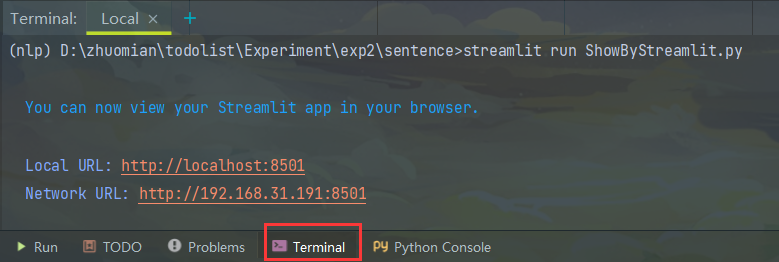 Terminal: Local × +
(nlp) D:\zhuomian\todolist\Experiment\exp2\sentence>streamlit run ShowByStreamlit.py
You can now view your Streamlit app in your browser.
Local URL: http://localhost:8501
Network URL: http://192.168.31.191:8501
Run TODO Problems Terminal Python Console